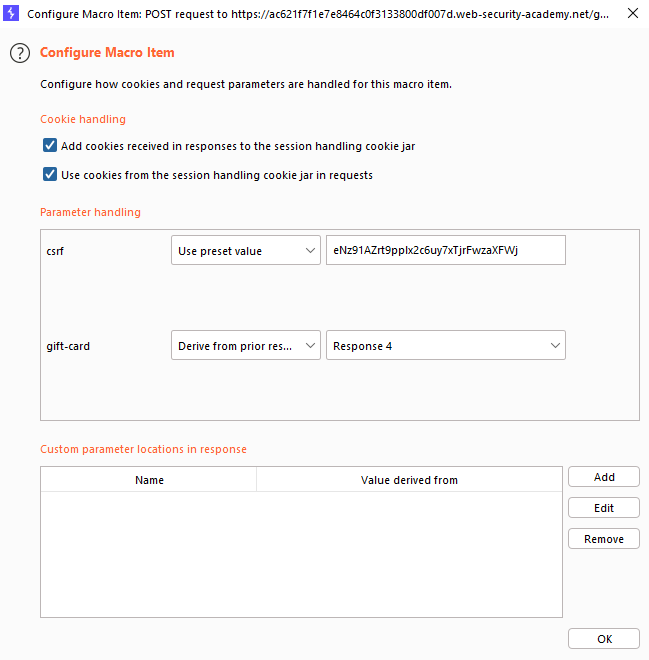 Configure Macro Item: POST request to https://ac621f7f1e7e8464c0f3133800df007d.web-security-academy.net/g...
? Configure Macro Item
Configure how cookies and request parameters are handled for this macro item.
Cookie handling
Add cookies received in responses to the session handling cookie jar
Use cookies from the session handling cookie jar in requests
Parameter handling
csrf Use preset value eNz91AZrt9ppIx2c6uy7xTjrFwzaXFWj
gift-card Derive from prior res... Response 4
Custom parameter locations in response
Name Value derived from
Add
Edit
Remove
OK